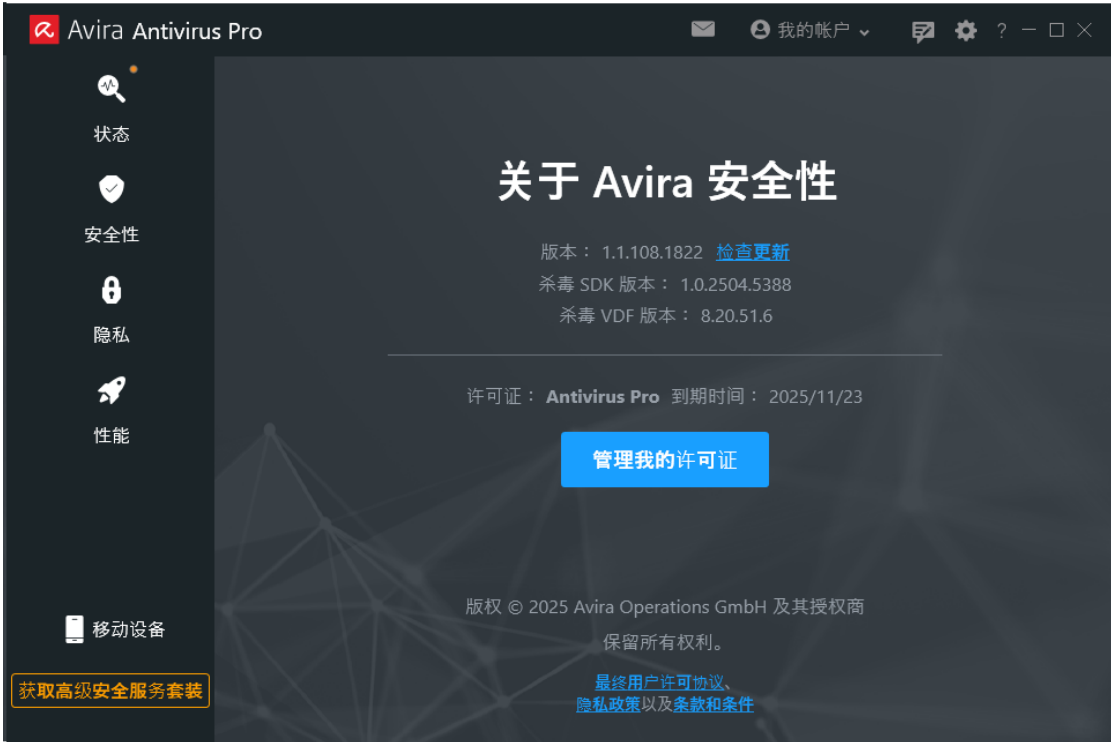 Avira Antivirus Pro
我的帐户
?
状态
安全性
隐私
性能
移动设备
获取高级安全服务套装
关于 Avira 安全性
版本： 1.1.108.1822 检查更新
杀毒 SDK 版本： 1.0.2504.5388
杀毒 VDF 版本： 8.20.51.6
许可证： Antivirus Pro 到期时间： 2025/11/23
管理我的许可证
版权 © 2025 Avira Operations GmbH 及其授权商
保留所有权利。
最终用户许可协议、
隐私政策以及条款和条件